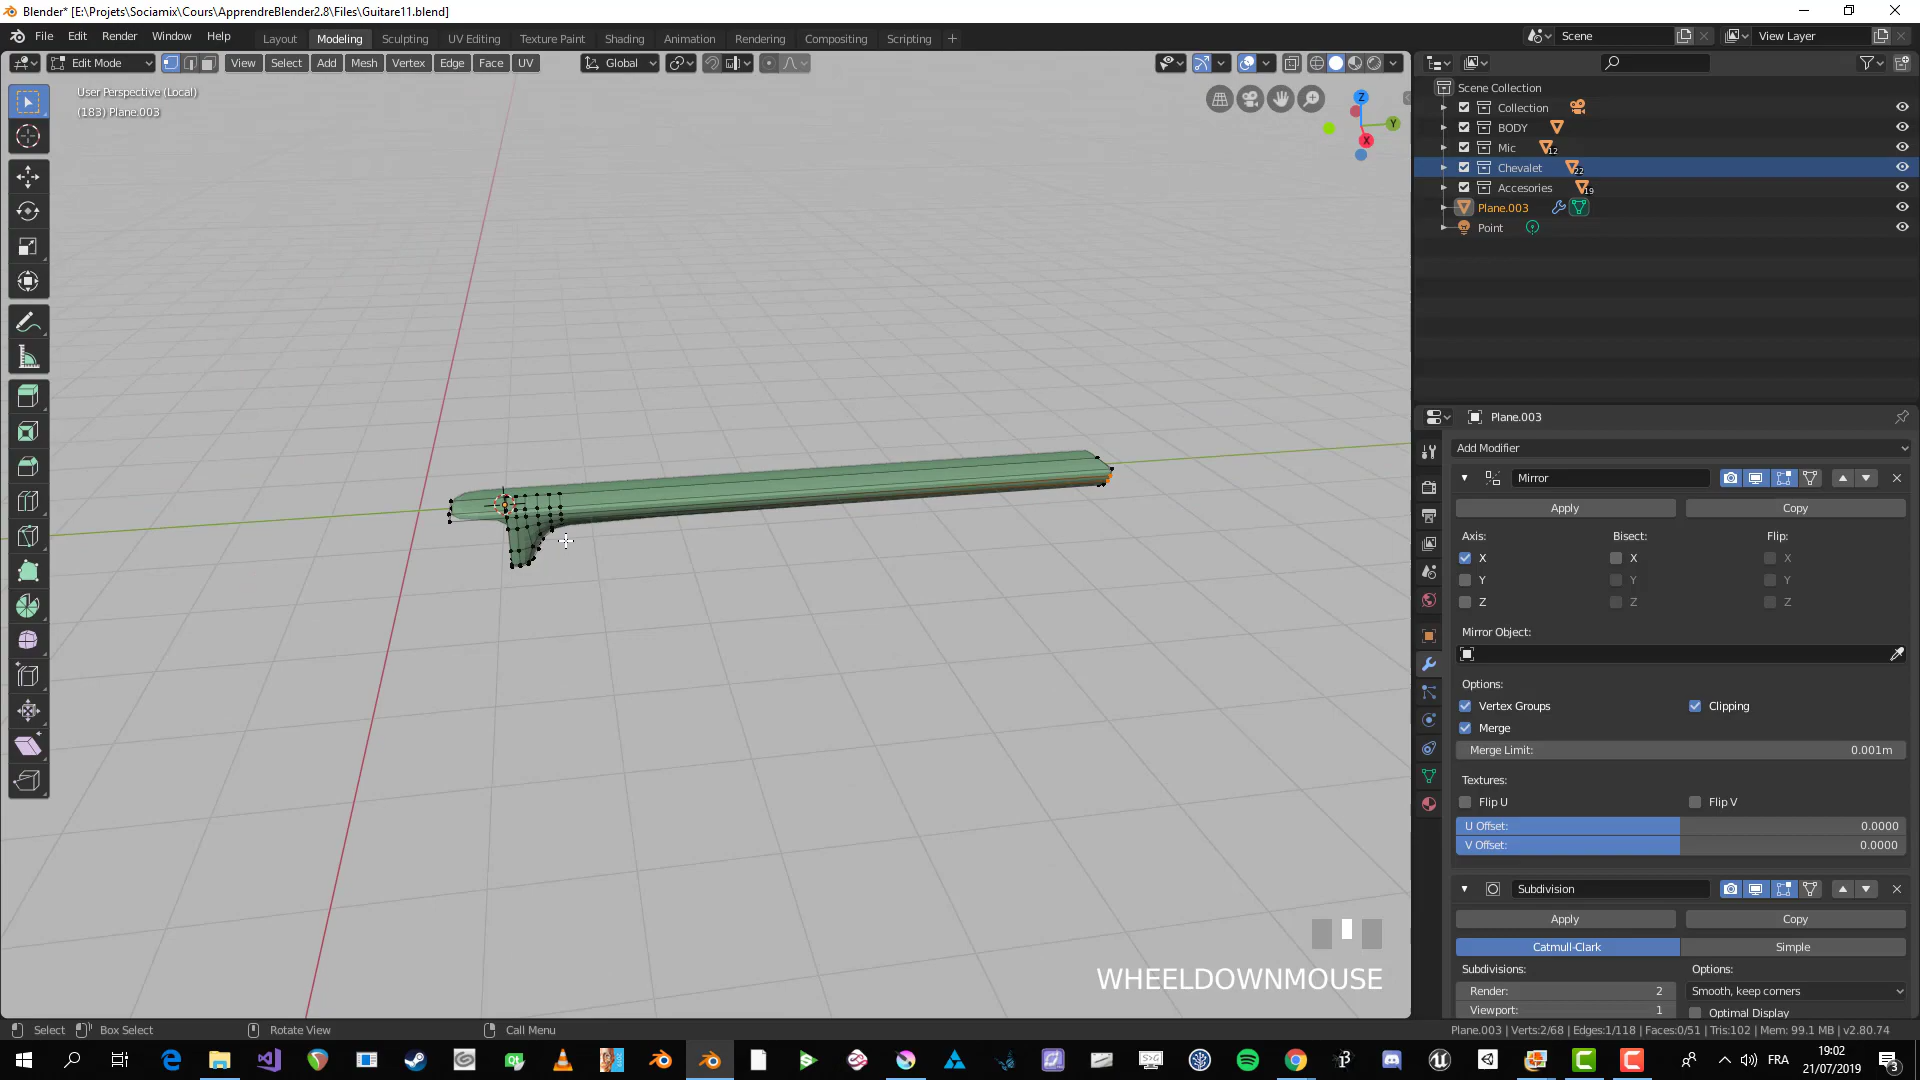 Blender* [E:\Projets\Sociamix\Cours\ApprendreBlender2.8\Files\Guitare11.blend]
File Edit Render Window Help Layout Modeling Sculpting UV Editing Texture Paint Shading Animation Rendering Compositing Scripting + Scene View Layer
Edit Mode View Select Add Mesh Vertex Edge Face UV Global
User Perspective (Local)
(183) Plane.003
Z
Y
X
Scene Collection
Collection
BODY
Mic 12
Chevalet 22
Accesories 19
Plane.003
Point
Plane.003
Add Modifier
Mirror
Apply Copy
Axis: Bisect: Flip:
X X X
Y Y Y
Z Z Z
Mirror Object:
Options:
Vertex Groups Clipping
Merge
Merge Limit: 0.001m
Textures:
Flip U Flip V
U Offset: 0.0000
V Offset: 0.0000
Subdivision
Apply Copy
Catmull-Clark Simple
Subdivisions: Options:
Render: 2 Smooth, keep corners
Viewport: 1 Optimal Display
WHEELDOWNMOUSE
Select Box Select Rotate View Call Menu Plane.003 | Verts:2/68 | Edges:1/118 | Faces:0/51 | Tris:102 | Mem: 99.1 MB | v2.80.74
FRA 19:02
21/07/2019
3